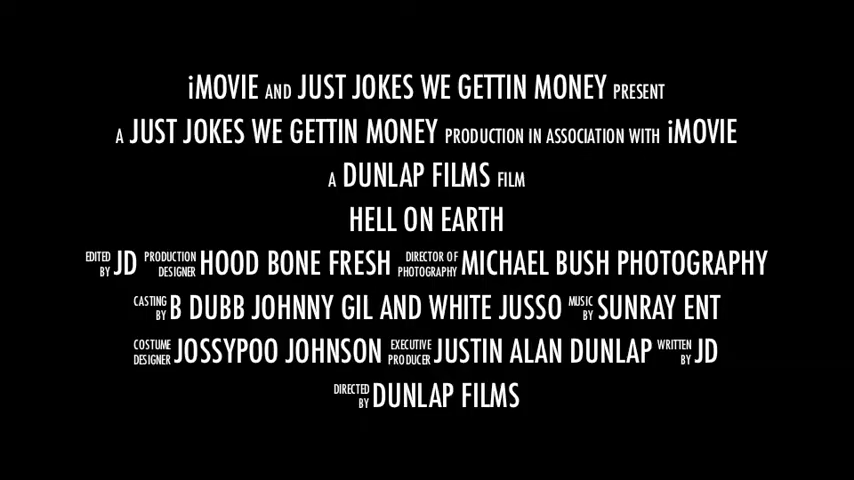 iMOVIE AND JUST JOKES WE GETTIN MONEY PRESENT
A JUST JOKES WE GETTIN MONEY PRODUCTION IN ASSOCIATION WITH iMOVIE
A DUNLAP FILMS FILM
HELL ON EARTH
EDITED BY JD PRODUCTION DESIGNER HOOD BONE FRESH DIRECTOR OF PHOTOGRAPHY MICHAEL BUSH PHOTOGRAPHY
CASTING BY B DUBB JOHNNY GIL AND WHITE JUSSO MUSIC BY SUNRAY ENT
COSTUME DESIGNER JOSSYPOO JOHNSON EXECUTIVE PRODUCER JUSTIN ALAN DUNLAP WRITTEN BY JD
DIRECTED BY DUNLAP FILMS